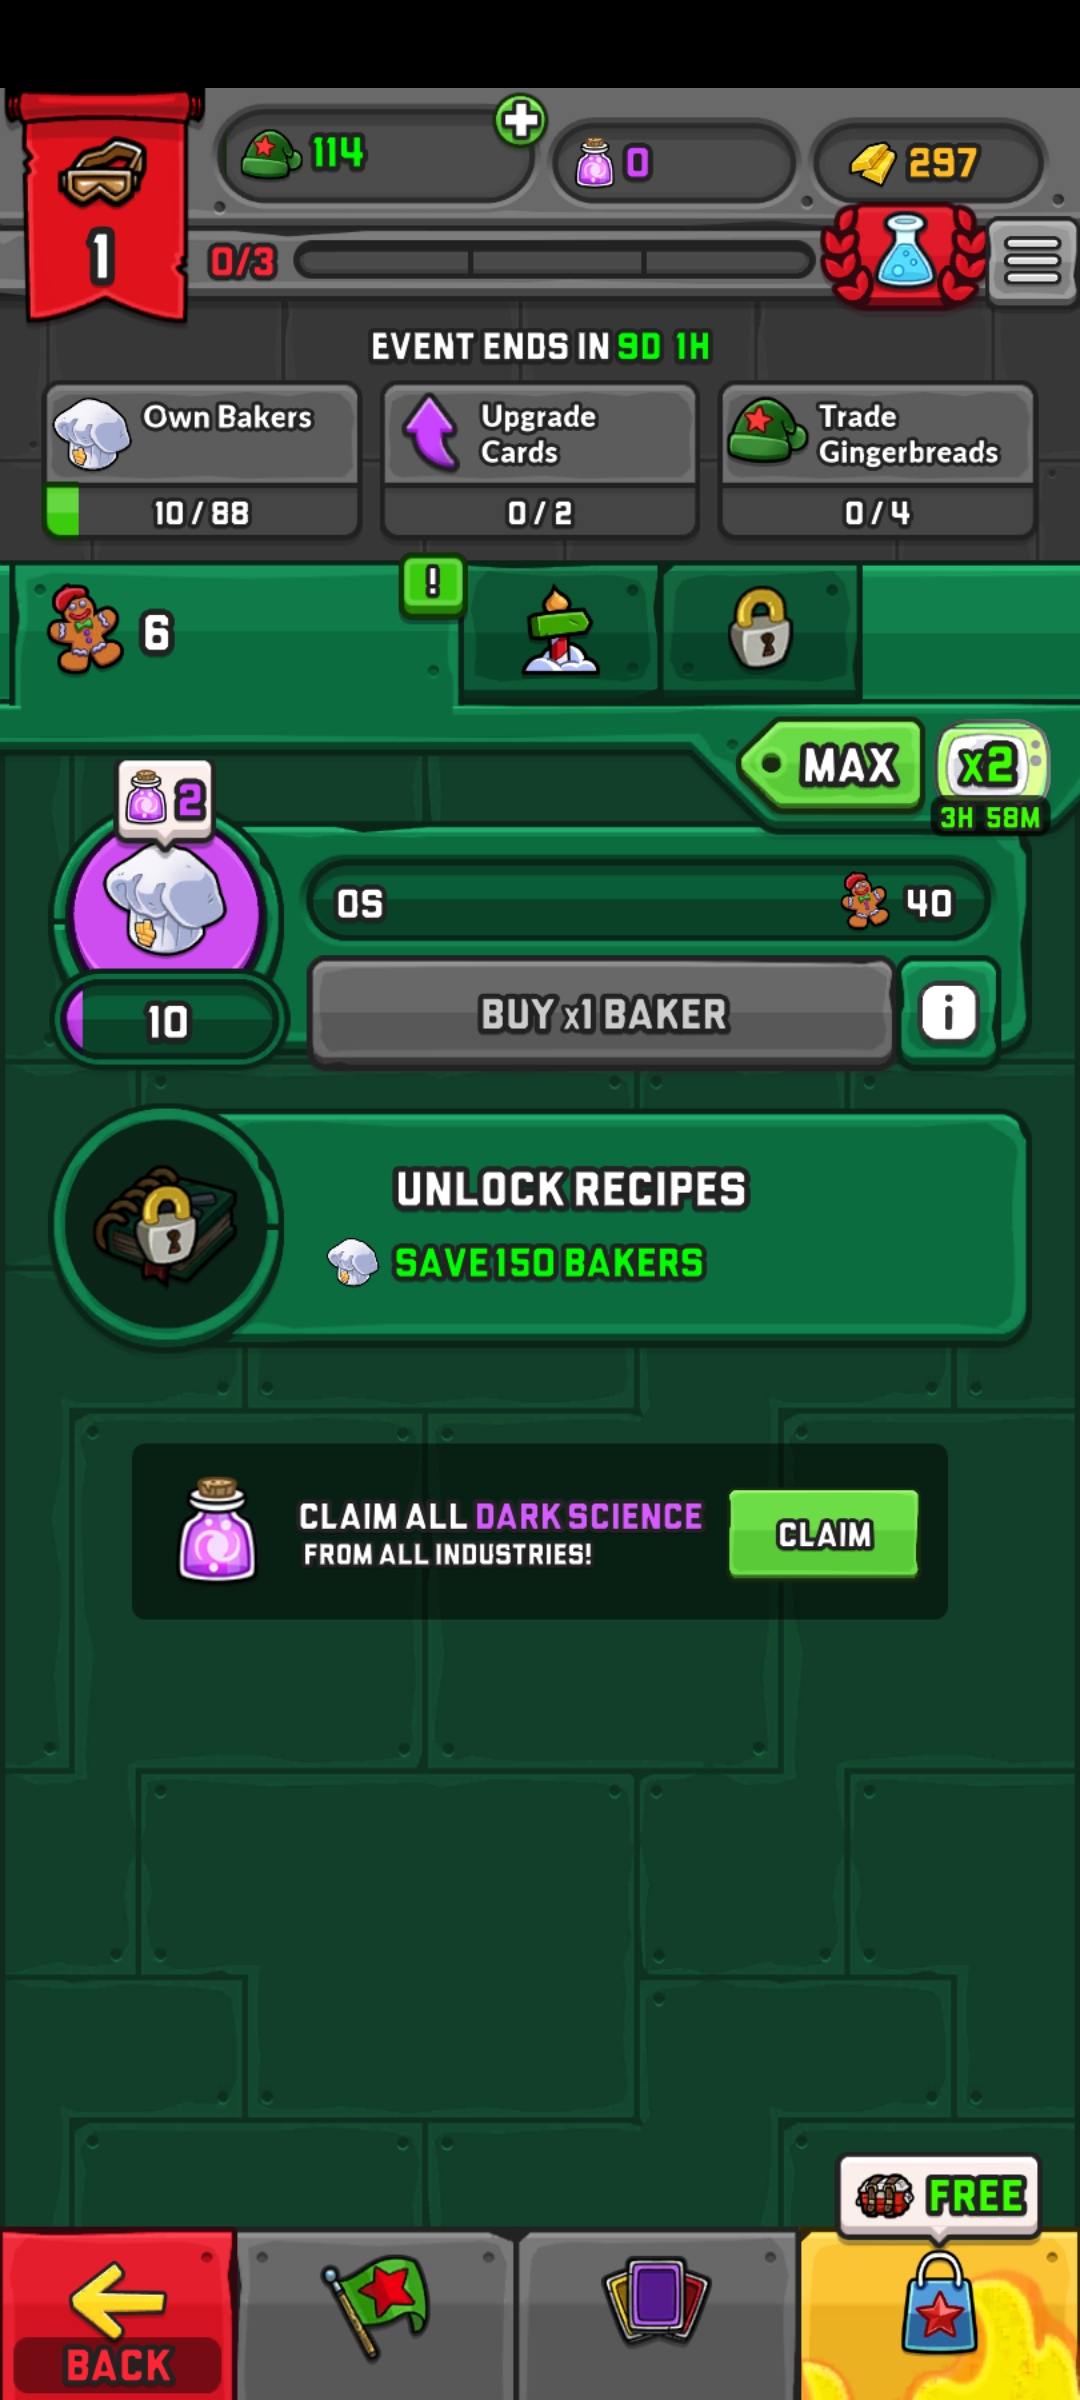 114
0
297
1
0/3
EVENT ENDS IN 9D 1H
Own Bakers
10/88
Upgrade
Cards
0/2
Trade
Gingerbreads
0/4
6
!
MAX
x2
3H 58M
2
0S
40
10
BUY x1 BAKER
i
UNLOCK RECIPES
SAVE 150 BAKERS
CLAIM ALL DARK SCIENCE
FROM ALL INDUSTRIES!
CLAIM
FREE
BACK